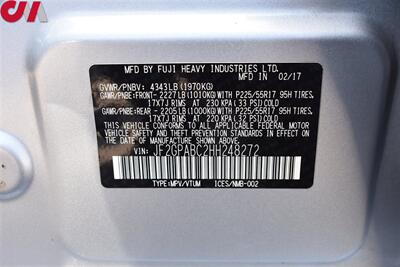 CIA
MFD BY FUJI HEAVY INDUSTRIES LTD.
MFD IN 02/17
GVWR/PNBV: 4343LB (1970KG)
GAWR/PNBE: FRONT- 2227LB (1010KG) WITH P225/55R17 95H TIRES,
17X7J RIMS AT 230 KPA (33 PSI) COLD
GAWR/PNBE: REAR - 2205LB (1000KG) WITH P225/55R17 95H TIRES,
17X7J RIMS AT 220 KPA (32 PSI) COLD
THIS VEHICLE CONFORMS TO ALL APPLICABLE FEDERAL
MOTOR VEHICLE SAFETY, BUMPER, AND THEFT PREVENTION
STANDARDS IN EFFECT ON THE DATE OF MANUFACTURE SHOWN
ABOVE.
VIN: JF2GPABC2HH248272
TYPE:MPV/VTUM ICES/NMB-002